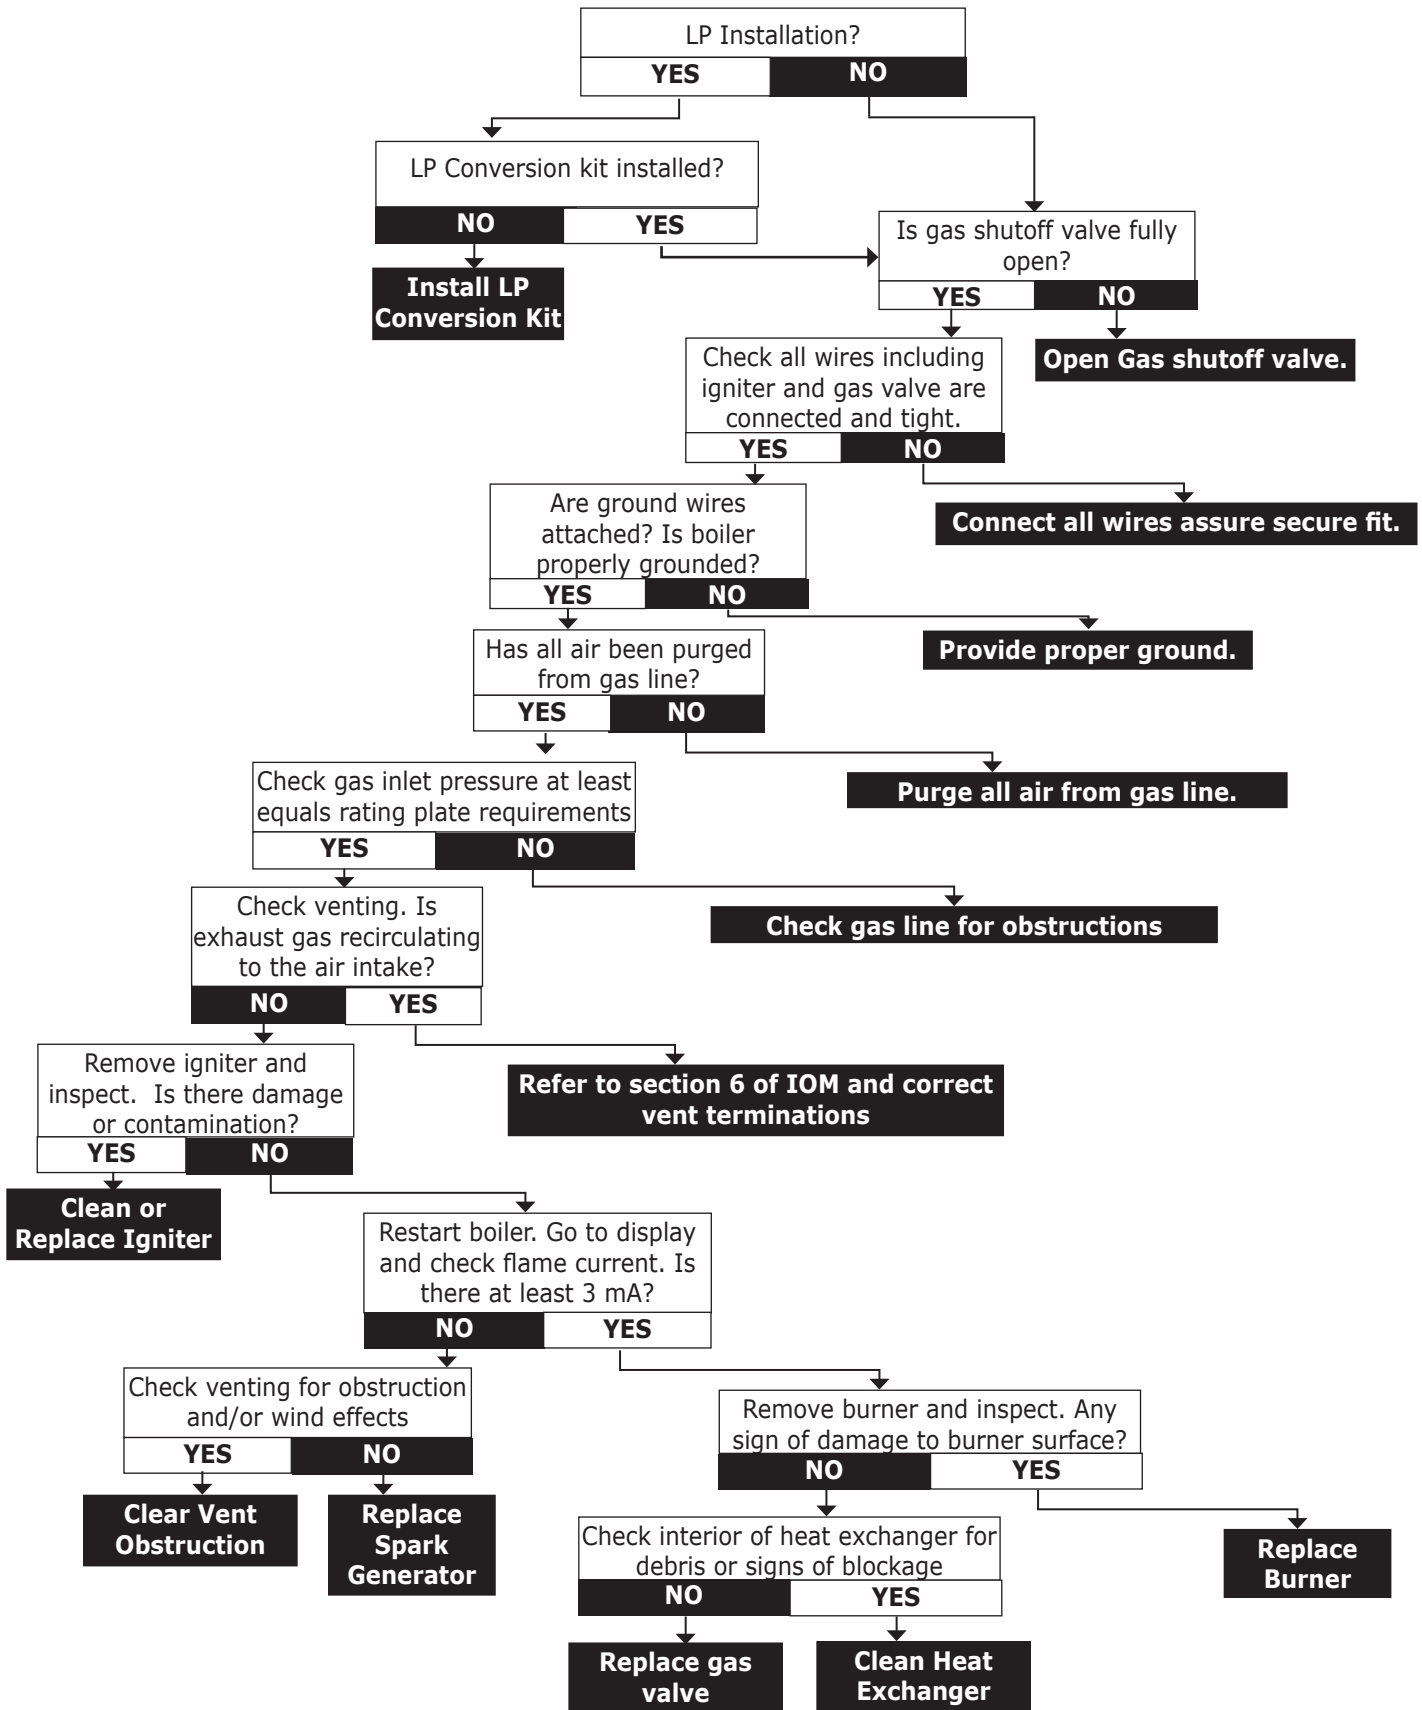 LP Installation?
YES
NO
LP Conversion kit installed?
NO
YES
Install LP
Conversion Kit
Is gas shutoff valve fully
open?
YES
NO
Open Gas shutoff valve.
Check all wires including
igniter and gas valve are
connected and tight.
YES
NO
Connect all wires assure secure fit.
Are ground wires
attached? Is boiler
properly grounded?
YES
NO
Provide proper ground.
Has all air been purged
from gas line?
YES
NO
Purge all air from gas line.
Check gas inlet pressure at least
equals rating plate requirements
YES
NO
Check gas line for obstructions
Check venting. Is
exhaust gas recirculating
to the air intake?
NO
YES
Refer to section 6 of IOM and correct
vent terminations
Remove igniter and
inspect.  Is there damage
or contamination?
YES
NO
Clean or
Replace Igniter
Restart boiler. Go to display
and check flame current. Is
there at least 3 mA?
NO
YES
Check venting for obstruction
and/or wind effects
YES
NO
Clear Vent
Obstruction
Replace
Spark
Generator
Remove burner and inspect. Any
sign of damage to burner surface?
NO
YES
Replace
Burner
Check interior of heat exchanger for
debris or signs of blockage
NO
YES
Replace gas
valve
Clean Heat
Exchanger